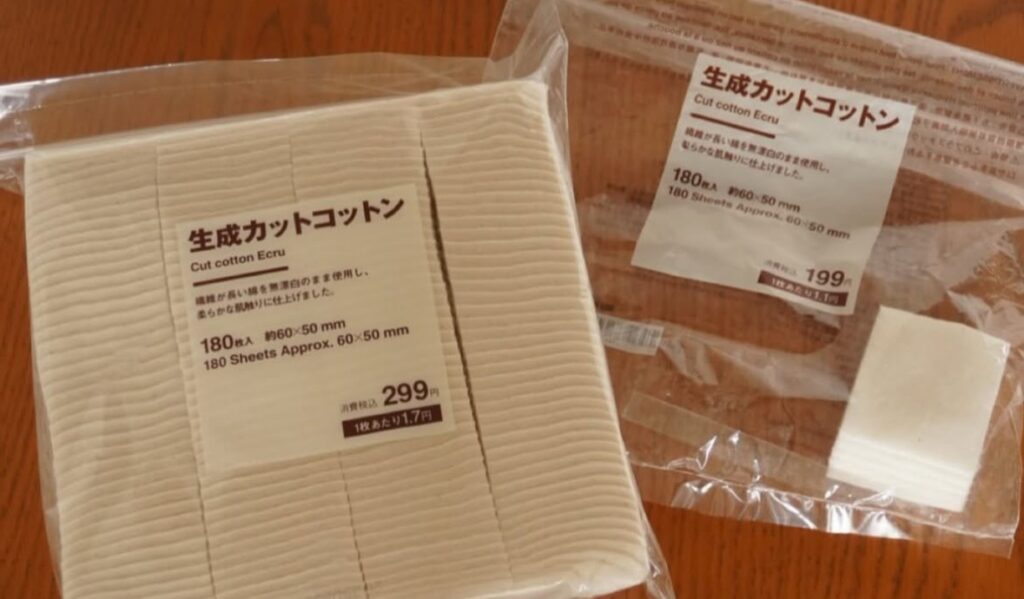 生成カットコットン
Cut cotton Ecru
繊維が長い綿を無漂白のまま使用し、
柔らかな肌触りに仕上げました。
180枚入 約60×50mm
180 Sheets Approx. 60×50 mm
消費税込 299円
1枚あたり1.7円
生成カットコットン
Cut cotton Ecru
繊維が長い綿を無漂白のまま使用し、
柔らかな肌触りに仕上げました。
180枚入 約60×50 mm
180 Sheets Approx. 60×50 mm
消費税込 199円
1枚あたり1.1円